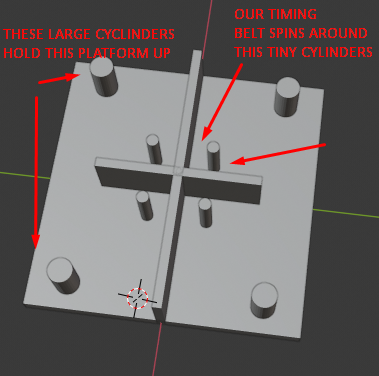 THESE LARGE CYCLINDERS
HOLD THIS PLATFORM UP
OUR TIMING
BELT SPINS AROUND
THIS TINY CYLINDERS